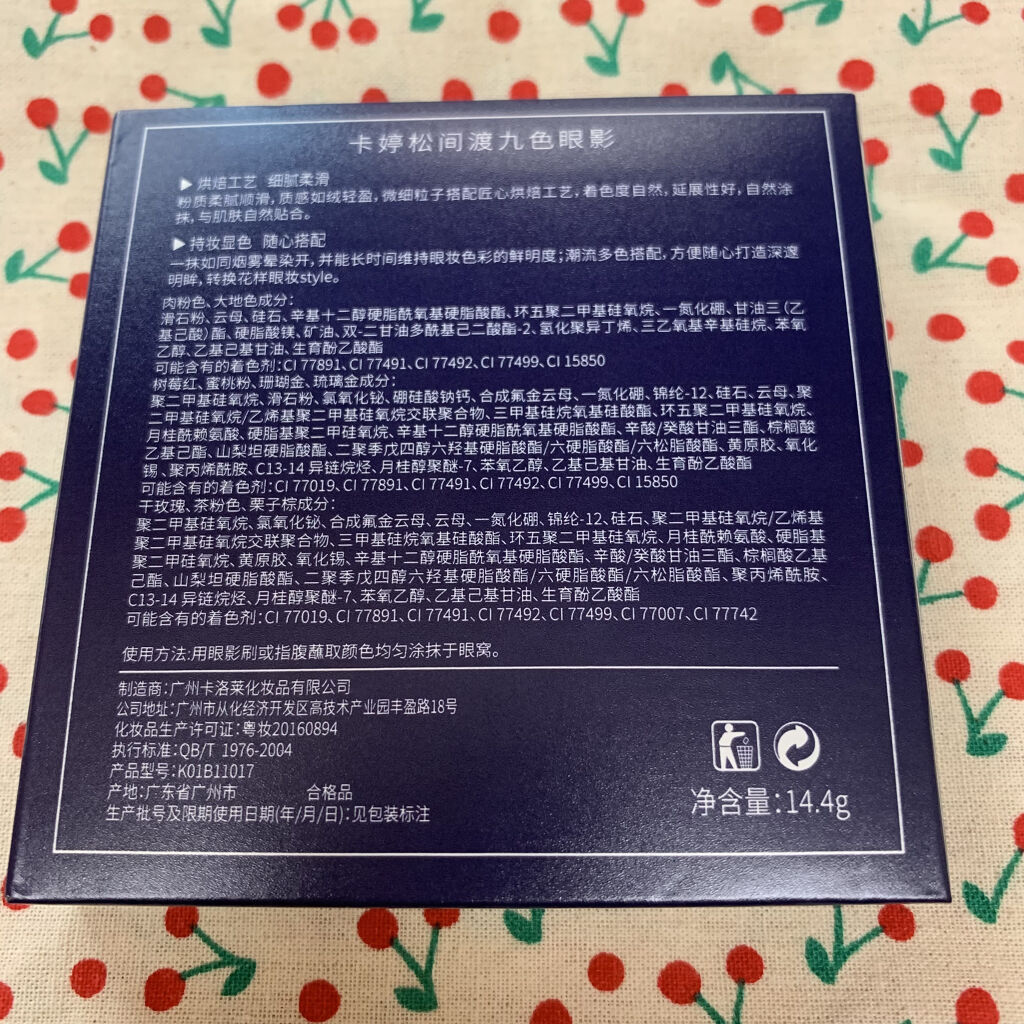 卡婷松间渡九色眼影
▶ 烘焙工艺 细腻柔滑
粉质柔腻顺滑,质感如绒轻盈,微细粒子搭配匠心烘焙工艺,着色度自然,延展性好,自然涂
抹,与肌肤自然贴合。
▶ 持妆显色 随心搭配
一抹如同烟雾晕染开,并能长时间维持眼妆色彩的鲜明度;潮流多色搭配,方便随心打造深邃
明眸,转换花样眼妆style。
肉粉色、大地色成分:
滑石粉、云母、硅石、辛基十二醇硬脂酰氧基硬脂酸酯、环五聚二甲基硅氧烷、一氮化硼、甘油三(乙
基己酸)酯、硬脂酸镁、矿油、双-二甘油多酰基己二酸酯-2、氢化聚异丁烯、三乙氧基辛基硅烷、苯氧
乙醇、乙基己基甘油、生育酚乙酸酯
可能含有的着色剂:CI 77891、CI 77491、CI 77492、CI 77499、CI 15850
树莓红、蜜桃粉、珊瑚金、琉璃金成分:
聚二甲基硅氧烷、滑石粉、氯氧化铋、硼硅酸钠钙、合成氟金云母、一氮化硼、锦纶-12、硅石、云母、聚
二甲基硅氧烷/乙烯基聚二甲基硅氧烷交联聚合物、三甲基硅烷氧基硅酸酯、环五聚二甲基硅氧烷、
月桂酰赖氨酸、硬脂基聚二甲硅氧烷、辛基十二醇硬脂酰氧基硬脂酸酯、辛酸/癸酸甘油三酯、棕榈酸
乙基己酯、山梨坦硬脂酸酯、二聚季戊四醇六羟基硬脂酸酯/六硬脂酸酯/六松脂酸酯、黄原胶、氧化
锡、聚丙烯酰胺、C13-14 异链烷烃、月桂醇聚醚-7、苯氧乙醇、乙基己基甘油、生育酚乙酸酯
可能含有的着色剂:CI 77019、CI 77891、CI 77491、CI 77492、CI 77499、CI 15850
干玫瑰、茶粉色、栗子棕成分:
聚二甲基硅氧烷、氯氧化铋、合成氟金云母、云母、一氮化硼、锦纶-12、硅石、聚二甲基硅氧烷/乙烯基
聚二甲基硅氧烷交联聚合物、三甲基硅烷氧基硅酸酯、环五聚二甲基硅氧烷、月桂酰赖氨酸、硬脂基
聚二甲硅氧烷、黄原胶、氧化锡、辛基十二醇硬脂酰氧基硬脂酸酯、辛酸/癸酸甘油三酯、棕榈酸乙基
己酯、山梨坦硬脂酸酯、二聚季戊四醇六羟基硬脂酸酯/六硬脂酸酯/六松脂酸酯、聚丙烯酰胺、
C13-14 异链烷烃、月桂醇聚醚-7、苯氧乙醇、乙基己基甘油、生育酚乙酸酯
可能含有的着色剂:CI 77019、CI 77891、CI 77491、CI 77492、CI 77499、CI 77007、CI 77742
使用方法:用眼影刷或指腹蘸取颜色均匀涂抹于眼窝。
制造商:广州卡洛莱化妆品有限公司
公司地址:广州市从化经济开发区高技术产业园丰盈路18号
化妆品生产许可证:粤妆20160894
执行标准:QB/T 1976-2004
产品型号:K01B11017
产地:广东省广州市 合格品
生产批号及限期使用日期(年/月/日):见包装标注
净含量:14.4g